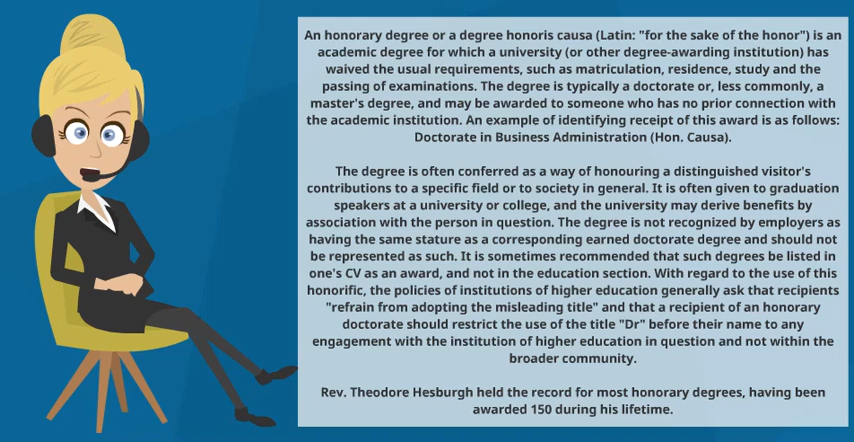 An honorary degree or a degree honoris causa (Latin: "for the sake of the honor") is an
academic degree for which a university (or other degree-awarding institution) has
waived the usual requirements, such as matriculation, residence, study and the
passing of examinations. The degree is typically a doctorate or, less commonly, a
master's degree, and may be awarded to someone who has no prior connection with
the academic institution. An example of identifying receipt of this award is as follows:
Doctorate in Business Administration (Hon. Causa).
The degree is often conferred as a way of honouring a distinguished visitor's
contributions to a specific field or to society in general. It is often given to graduation
speakers at a university or college, and the university may derive benefits by
association with the person in question. The degree is not recognized by employers as
having the same stature as a corresponding earned doctorate degree and should not
be represented as such. It is sometimes recommended that such degrees be listed in
one's CV as an award, and not in the education section. With regard to the use of this
honorific, the policies of institutions of higher education generally ask that recipients
"refrain from adopting the misleading title" and that a recipient of an honorary
doctorate should restrict the use of the title "Dr" before their name to any
engagement with the institution of higher education in question and not within the
broader community.
Rev. Theodore Hesburgh held the record for most honorary degrees, having been
awarded 150 during his lifetime.